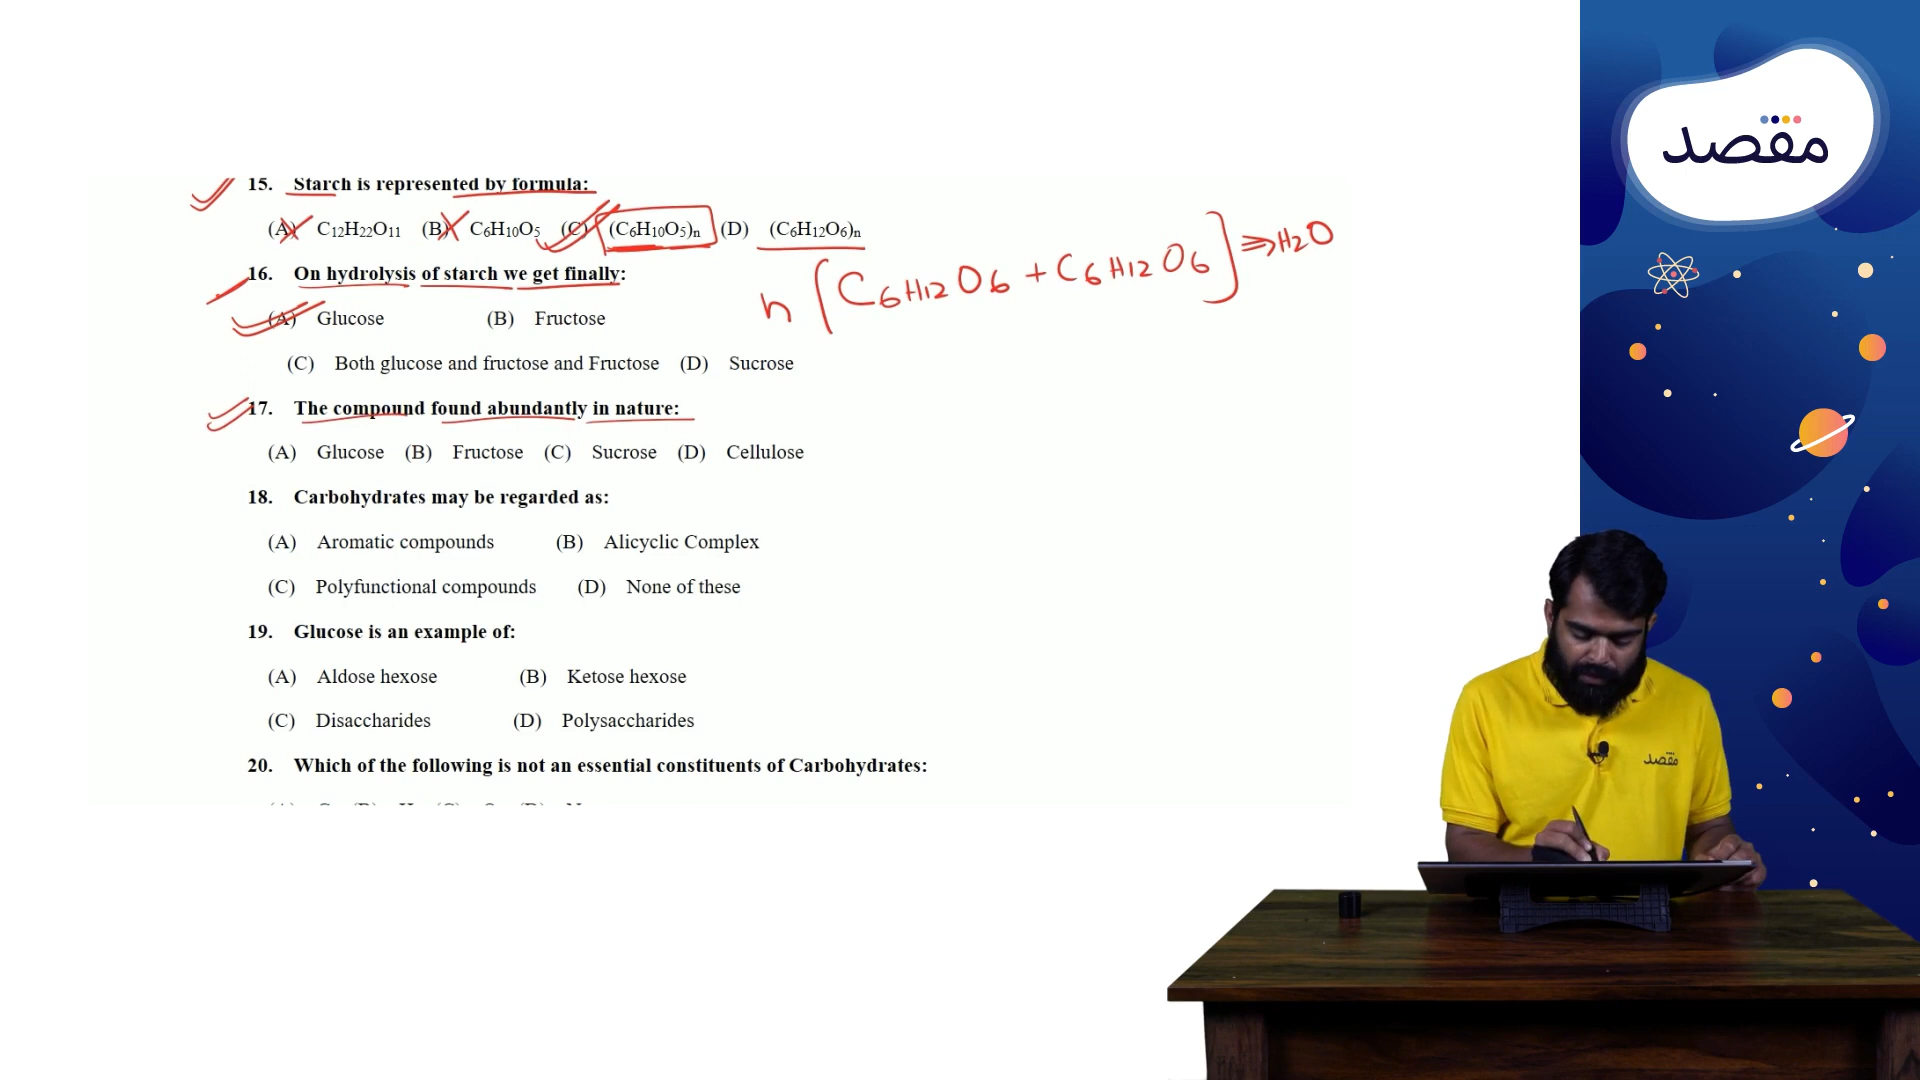 15. Starch is represented by formula:
(A) C12H22O11 (B) C6H10O5 (C) (C6H10O5)n (D) (C6H12O6)n
n [C6H12O6 + C6H12O6] ⇒ H2O
16. On hydrolysis of starch we get finally:
(A) Glucose (B) Fructose
(C) Both glucose and fructose and Fructose (D) Sucrose
17. The compound found abundantly in nature:
(A) Glucose (B) Fructose (C) Sucrose (D) Cellulose
18. Carbohydrates may be regarded as:
(A) Aromatic compounds (B) Alicyclic Complex
(C) Polyfunctional compounds (D) None of these
19. Glucose is an example of:
(A) Aldose hexose (B) Ketose hexose
(C) Disaccharides (D) Polysaccharides
20. Which of the following is not an essential constituents of Carbohydrates:
مقصد
مقصد